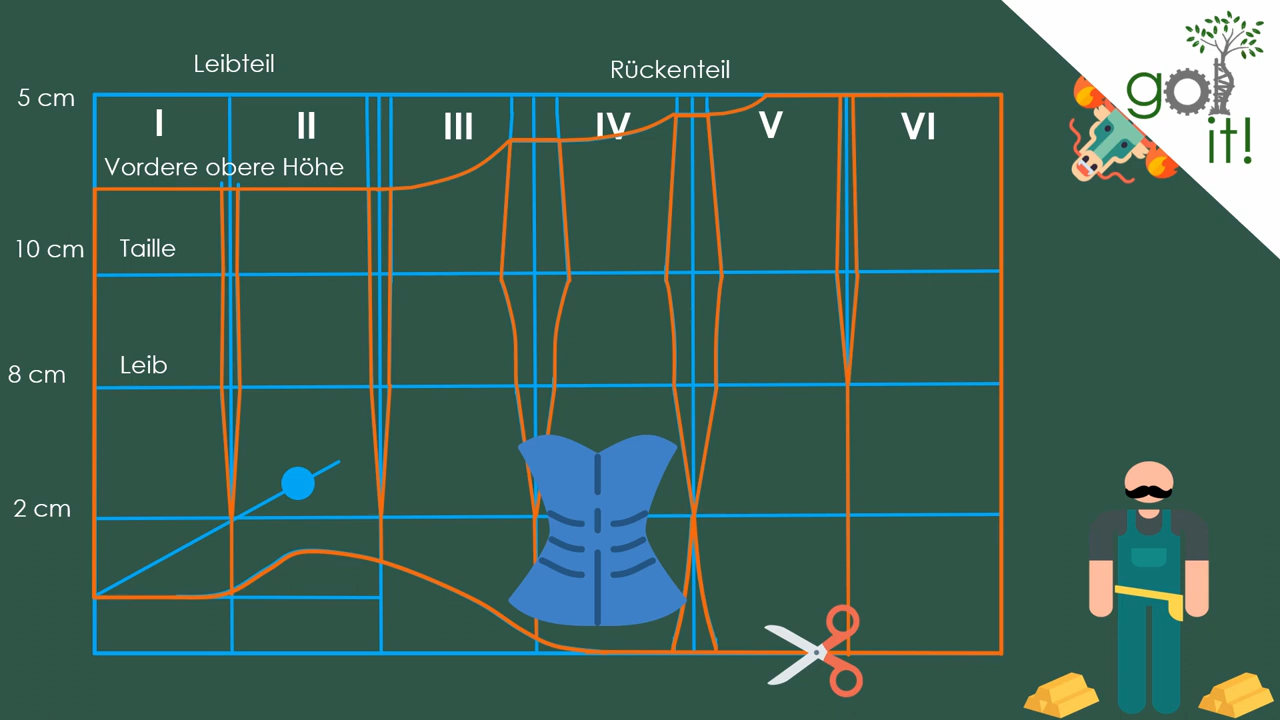 Leibteil
Rückenteil
5 cm
I II III IV V VI
Vordere obere Höhe
10 cm
Taille
8 cm
Leib
2 cm
go
it!